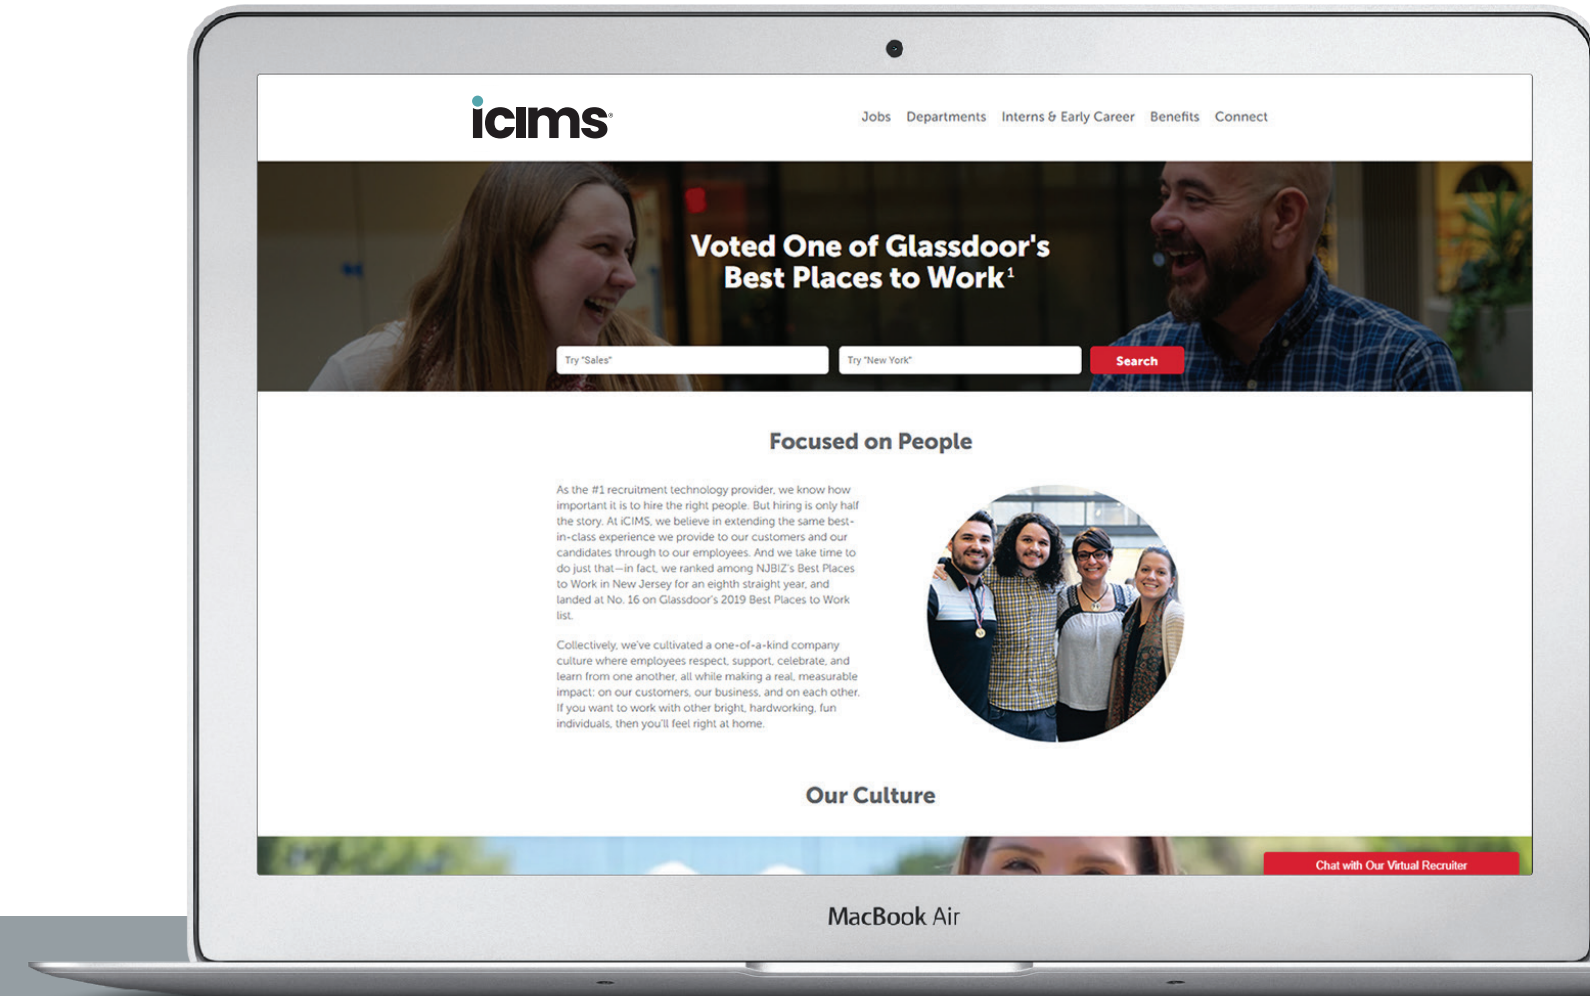 icims®
Jobs Departments Interns & Early Career Benefits Connect
Voted One of Glassdoor's
Best Places to Work¹
Try "Sales"
Try "New York"
Search
Focused on People
As the #1 recruitment technology provider, we know how
important it is to hire the right people. But hiring is only half
the story. At iCIMS, we believe in extending the same best-
in-class experience we provide to our customers and our
candidates through to our employees. And we take time to
do just that—in fact, we ranked among NJBIZ's Best Places
to Work in New Jersey for an eighth straight year, and
landed at No. 16 on Glassdoor's 2019 Best Places to Work
list.
Collectively, we've cultivated a one-of-a-kind company
culture where employees respect, support, celebrate, and
learn from one another, all while making a real, measurable
impact: on our customers, our business, and on each other.
If you want to work with other bright, hardworking, fun
individuals, then you'll feel right at home.
Our Culture
Chat with Our Virtual Recruiter
MacBook Air